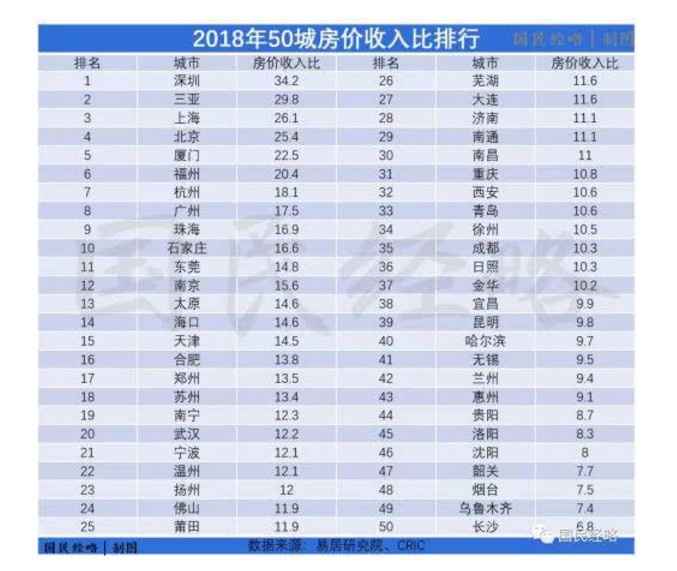 2018年50城房价收入比排行
国民经略 | 制图
排名 城市 房价收入比 排名 城市 房价收入比
1 深圳 34.2 26 芜湖 11.6
2 三亚 29.8 27 大连 11.6
3 上海 26.1 28 济南 11.1
4 北京 25.4 29 南通 11.1
5 厦门 22.5 30 南昌 11
6 福州 20.4 31 重庆 10.8
7 杭州 18.1 32 西安 10.6
8 广州 17.5 33 青岛 10.6
9 珠海 16.9 34 徐州 10.5
10 石家庄 16.6 35 成都 10.3
11 东莞 14.8 36 日照 10.3
12 南京 15.6 37 金华 10.2
13 太原 14.6 38 宜昌 9.9
14 海口 14.6 39 昆明 9.8
15 天津 14.5 40 哈尔滨 9.7
16 合肥 13.8 41 无锡 9.5
17 郑州 13.5 42 兰州 9.4
18 苏州 13.4 43 惠州 9.1
19 南宁 12.3 44 贵阳 8.7
20 武汉 12.2 45 洛阳 8.3
21 宁波 12.1 46 沈阳 8
22 温州 12.1 47 韶关 7.7
23 扬州 12 48 烟台 7.5
24 佛山 11.9 49 乌鲁木齐 7.4
25 莆田 11.9 50 长沙 6.8
国民经略
国民经略 | 制图
数据来源：易居研究院、CRIC
国民经略